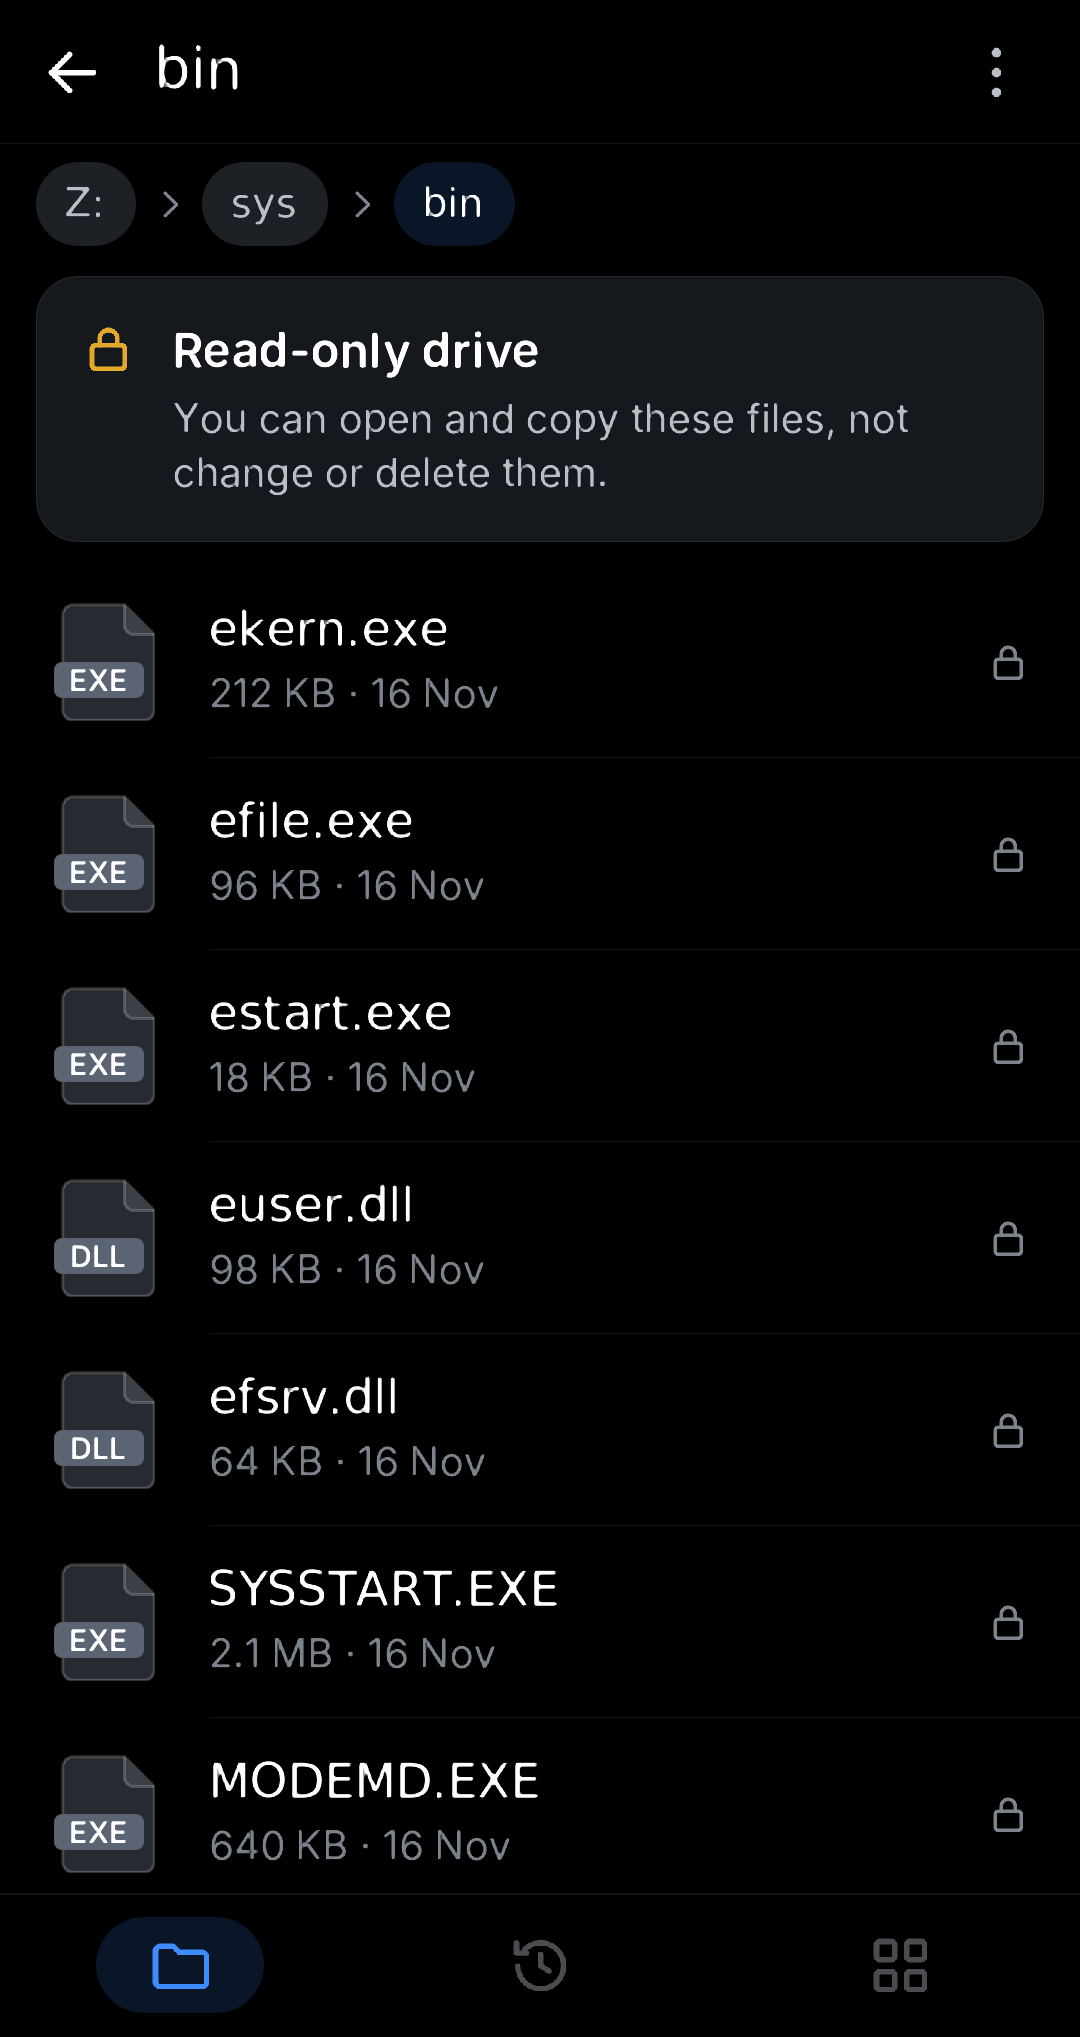 bin
Z: sys bin
Read-only drive
You can open and copy these files, not
change or delete them.
ekern.exe
EXE
212 KB · 16 Nov
efile.exe
EXE
96 KB · 16 Nov
estart.exe
EXE
18 KB · 16 Nov
euser.dll
DLL
98 KB · 16 Nov
efsrv.dll
DLL
64 KB · 16 Nov
SYSSTART.EXE
EXE
2.1 MB · 16 Nov
MODEMD.EXE
EXE
640 KB · 16 Nov